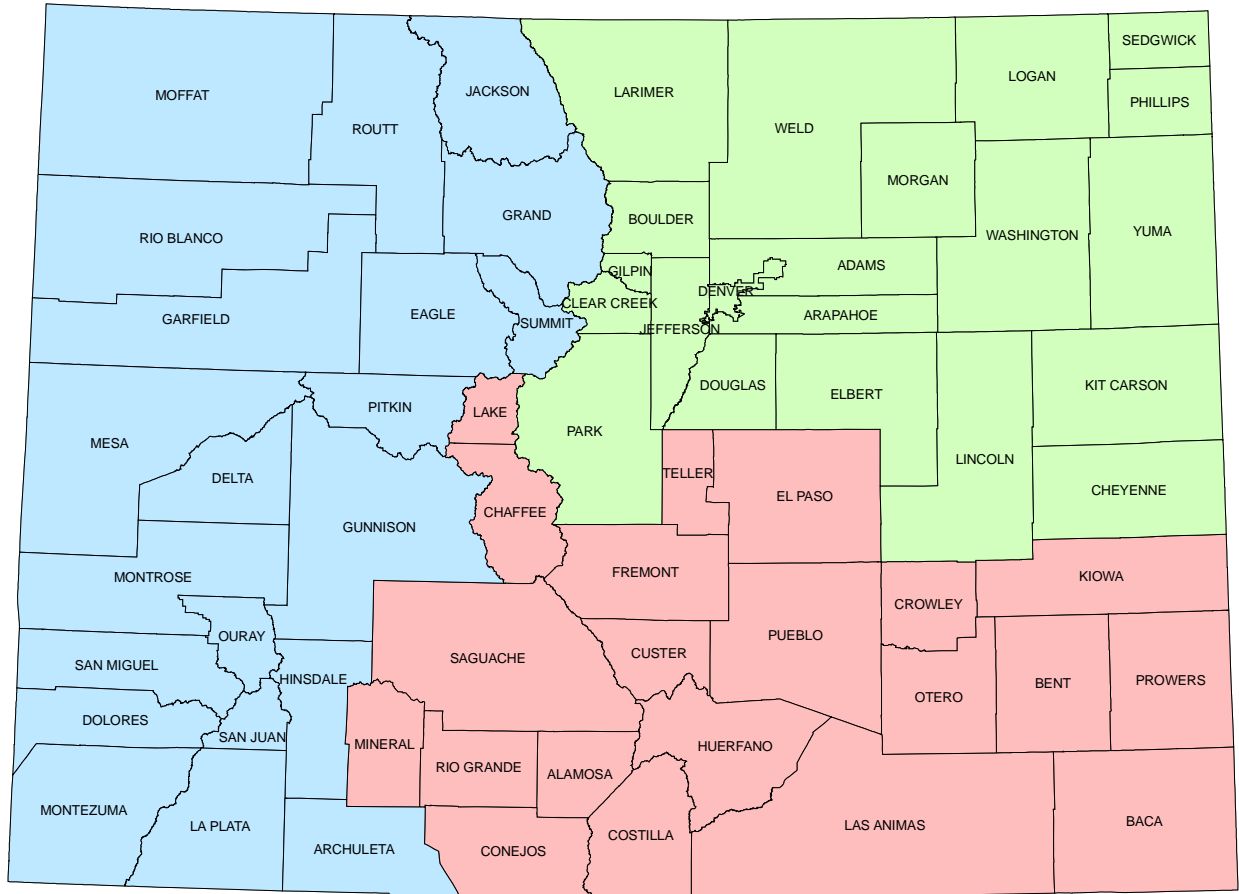 SEDGWICK
LOGAN
MOFFAT
JACKSON
LARIMER
PHILLIPS
ROUTT
WELD
MORGAN
GRAND
BOULDER
RIO BLANCO
WASHINGTON
YUMA
GILPIN
ADAMS
DENVER
CLEAR CREEK
GARFIELD
EAGLE
SUMMIT
JEFFERSON
ARAPAHOE
DOUGLAS
ELBERT
KIT CARSON
PITKIN
LAKE
PARK
MESA
LINCOLN
DELTA
TELLER
CHEYENNE
EL PASO
CHAFFEE
GUNNISON
MONTROSE
FREMONT
KIOWA
CROWLEY
OURAY
PUEBLO
SAN MIGUEL
SAGUACHE
CUSTER
HINSDALE
PROWERS
BENT
OTERO
DOLORES
SAN JUAN
MINERAL
HUERFANO
RIO GRANDE
ALAMOSA
MONTEZUMA
LA PLATA
COSTILLA
LAS ANIMAS
BACA
ARCHULETA
CONEJOS